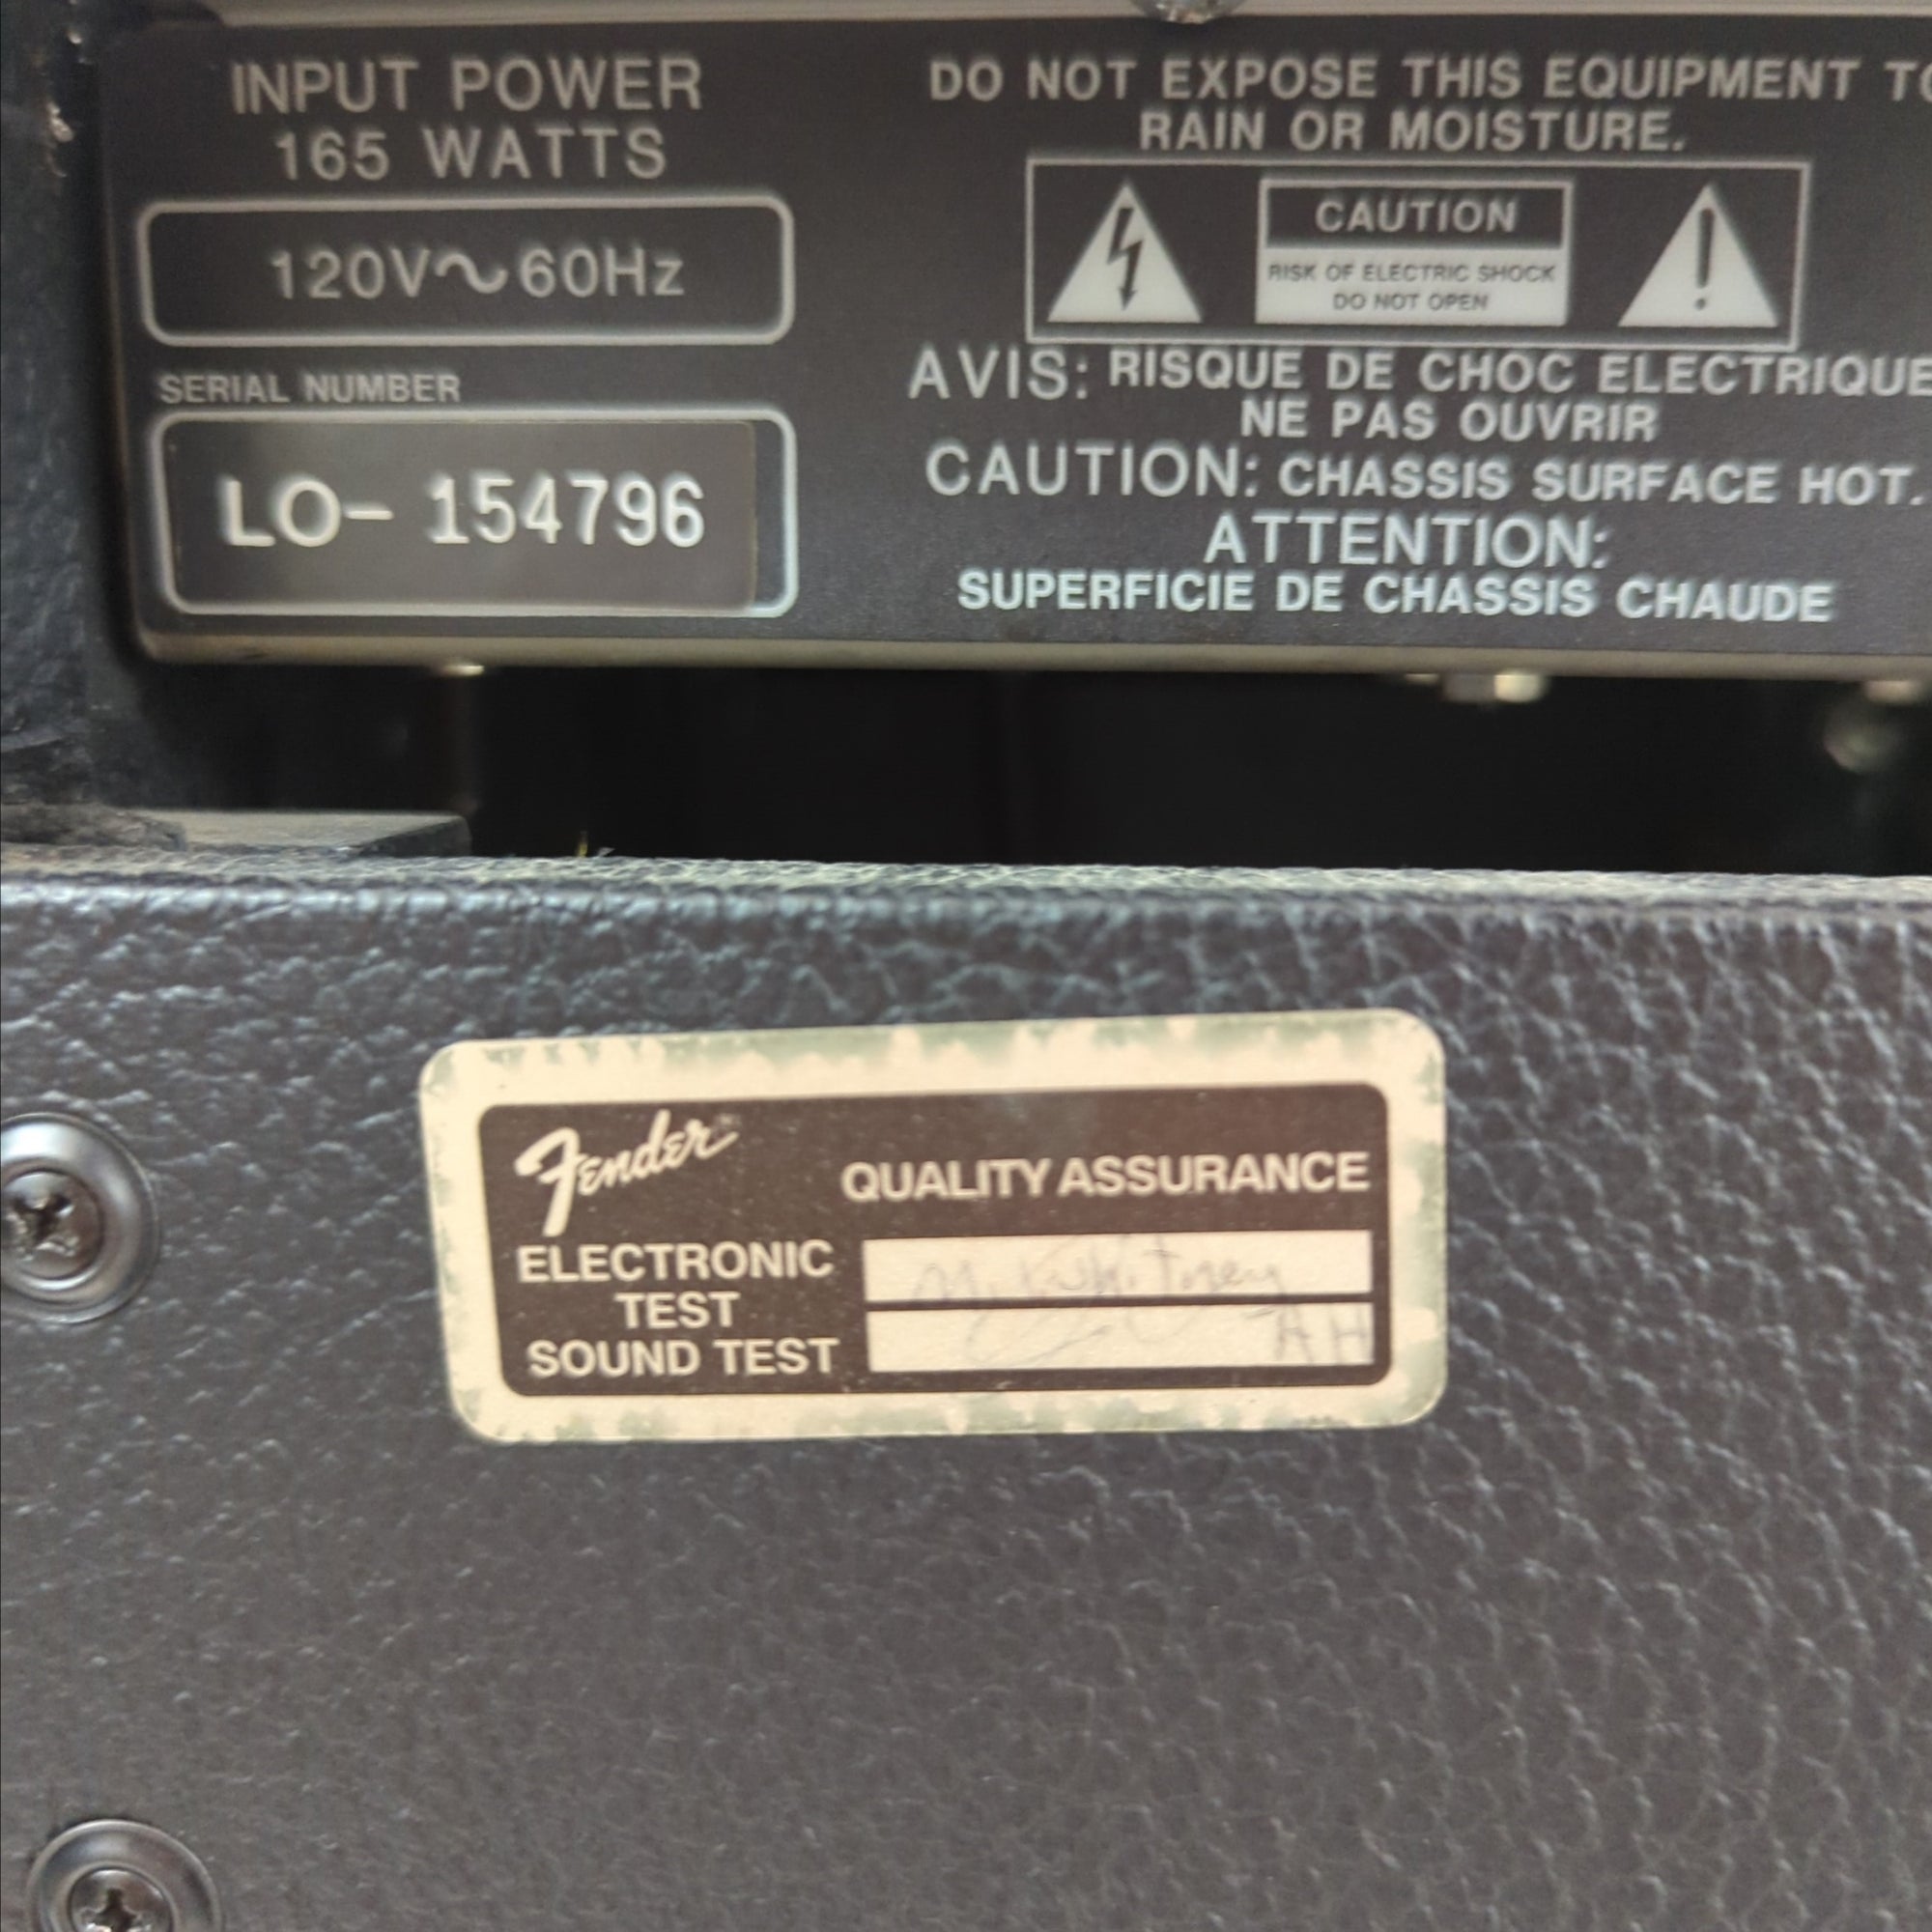 INPUT POWER
165 WATTS
120V~60Hz
SERIAL NUMBER
LO- 154796
DO NOT EXPOSE THIS EQUIPMENT TO
RAIN OR MOISTURE.
CAUTION
RISK OF ELECTRIC SHOCK
DO NOT OPEN
AVIS: RISQUE DE CHOC ELECTRIQUE
NE PAS OUVRIR
CAUTION: CHASSIS SURFACE HOT.
ATTENTION:
SUPERFICIE DE CHASSIS CHAUDE
Fender
QUALITY ASSURANCE
ELECTRONIC
TEST
SOUND TEST
AH